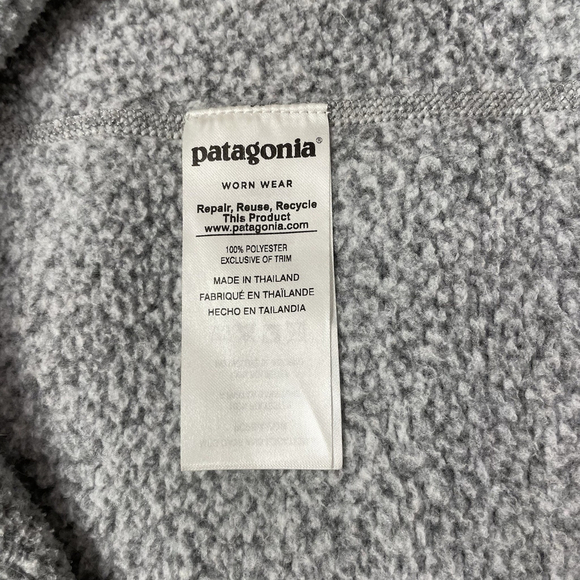 patagonia®
WORN WEAR
Repair, Reuse, Recycle
This Product
www.patagonia.com
100% POLYESTER
EXCLUSIVE OF TRIM
MADE IN THAILAND
FABRIQUÉ EN THAÏLANDE
HECHO EN TAILANDIA